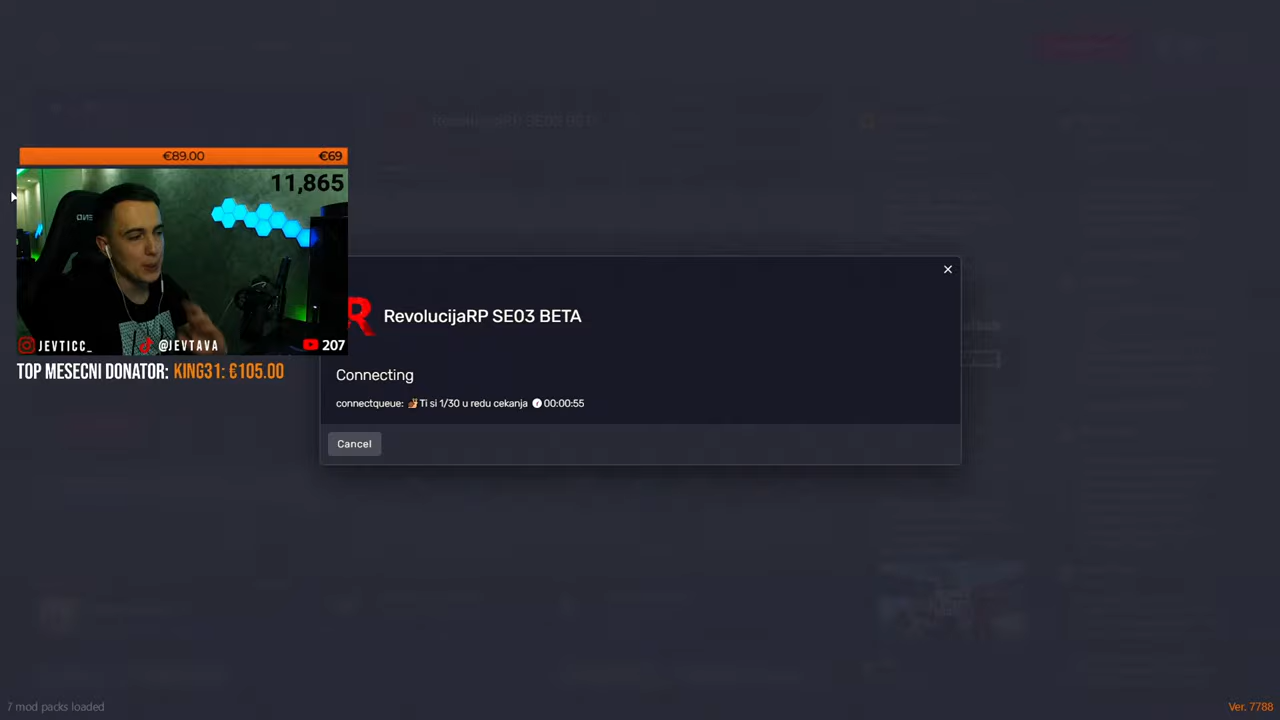 €89.00 €69
11,865
JEVTICC_ @JEVTAVA 207
TOP MESECNI DONATOR: KING31: €105.00
R
RevolucijaRP SE03 BETA
Connecting
connectqueue: Ti si 1/30 u redu cekanja 00:00:55
Cancel
7 mod packs loaded
Ver. 7788